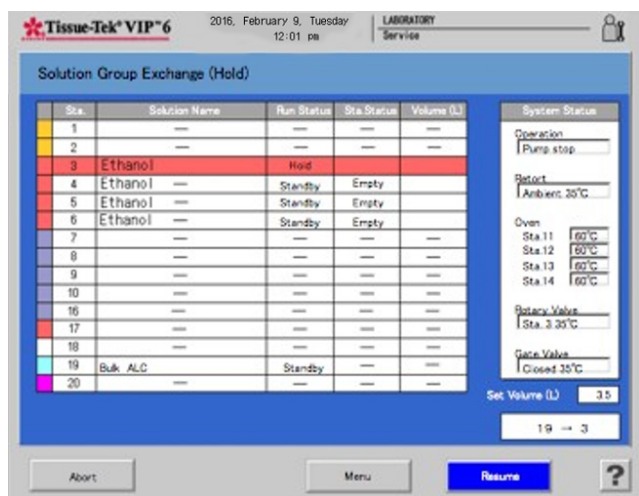 Tissue-Tek® VIP™6
2016, February 9, Tuesday
12:01 pm
LABORATORY
Service
Solution Group Exchange (Hold)
Sta. Solution Name Run Status Sta.Status Volume (L)
1 — — — —
2 — — — —
3 Ethanol Hold
4 Ethanol — Standby Empty
5 Ethanol — Standby Empty
6 Ethanol — Standby Empty
7 — — — —
8 — — — —
9 — — — —
10 — — — —
16 — — — —
17 — — — —
18 — — — —
19 Bulk ALC Standby — —
20 — — — —
System Status
Operation
Pump stop
Retort
Ambient 35°C
Oven
Sta.11 60°C
Sta.12 60°C
Sta.13 60°C
Sta.14 60°C
Rotary Valve
Sta. 3 35°C
Gate Valve
Closed 35°C
Set Volume (L) 3.5
19 → 3
Abort
Menu
Resume
?